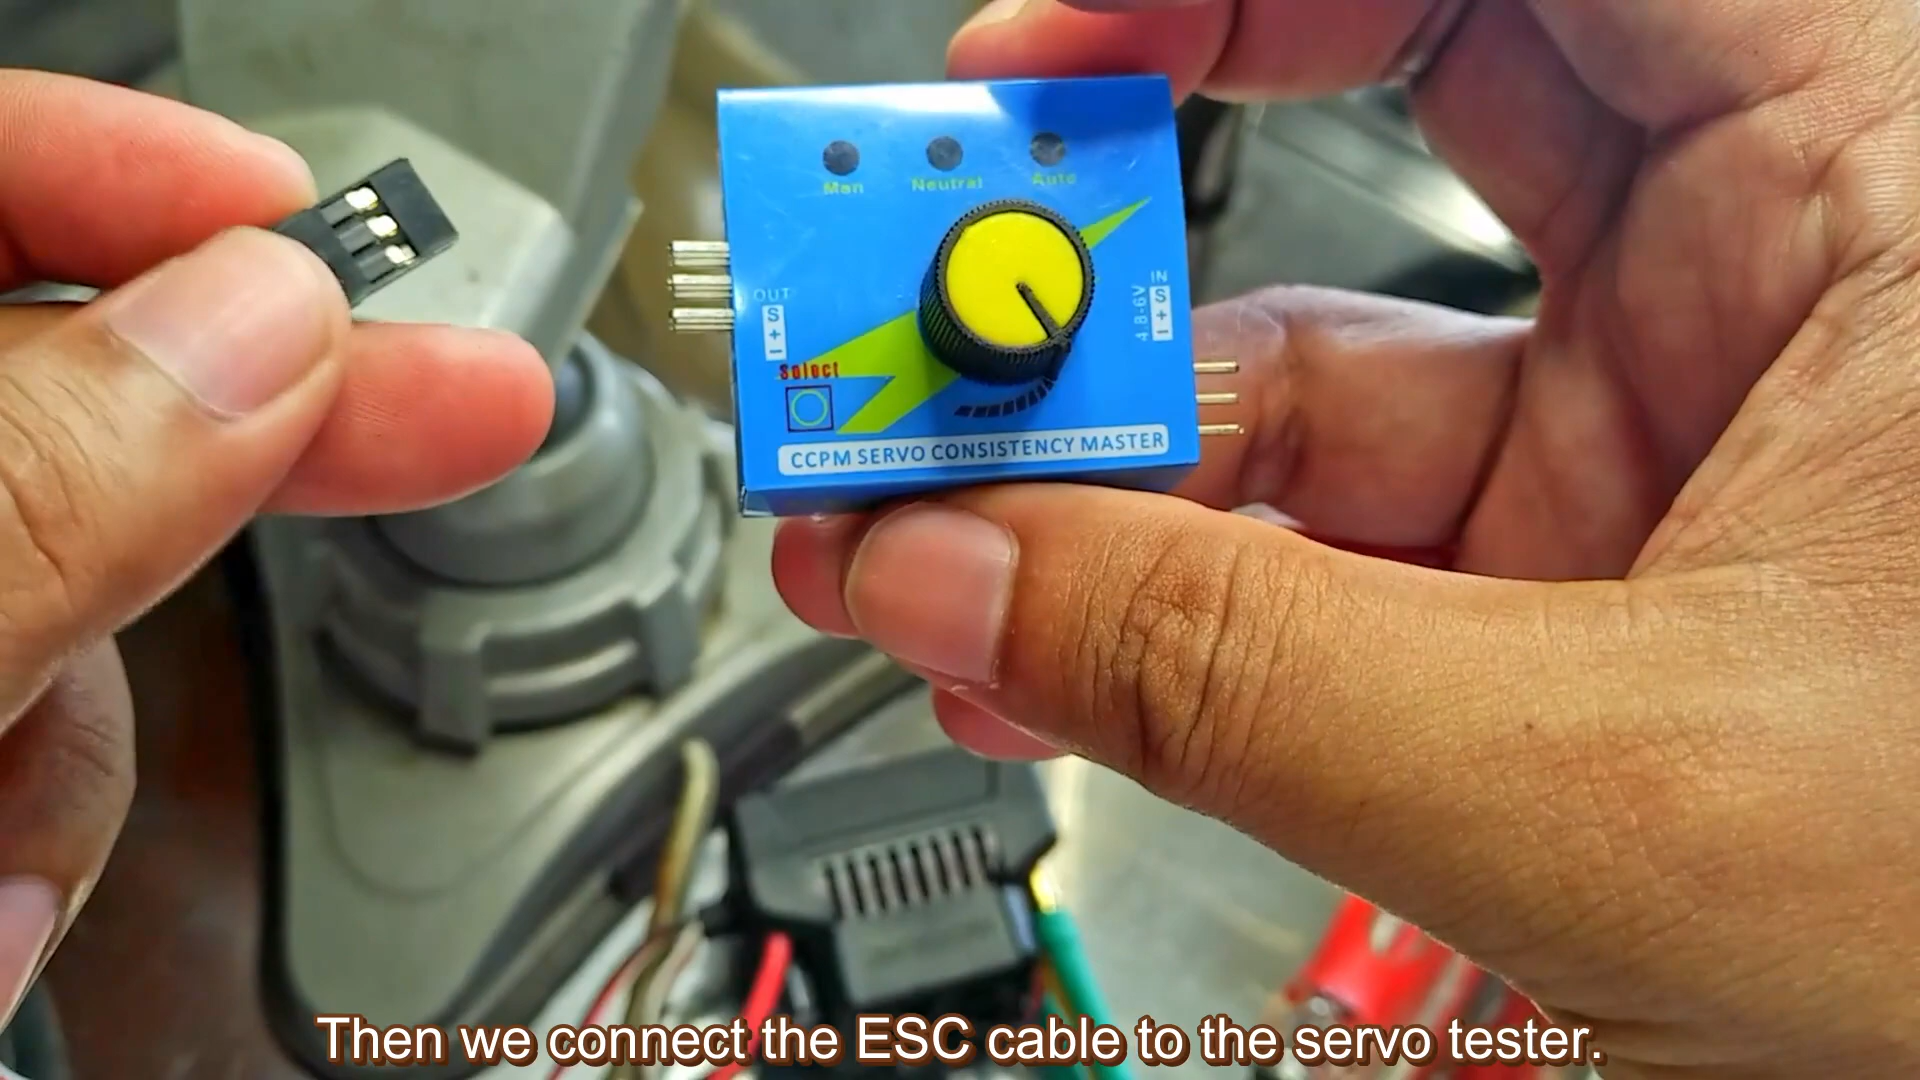 Man Neutral Auto
OUT
S + -
IN
S + -
4.8-6V
Select
CCPM SERVO CONSISTENCY MASTER
Then we connect the ESC cable to the servo tester.